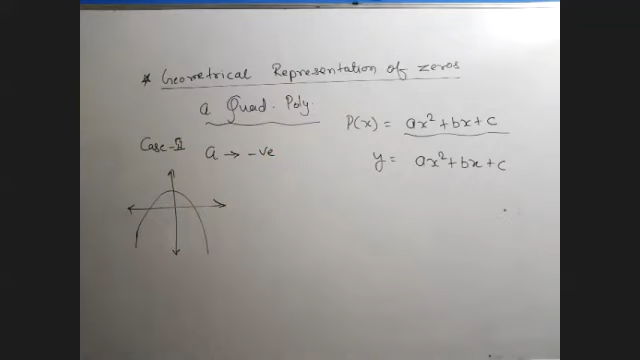 * Geometrical Representation of zeros
a Quad. Poly.
P(x) = ax² + bx + c
Case-II a → -ve
y = ax² + bx + c